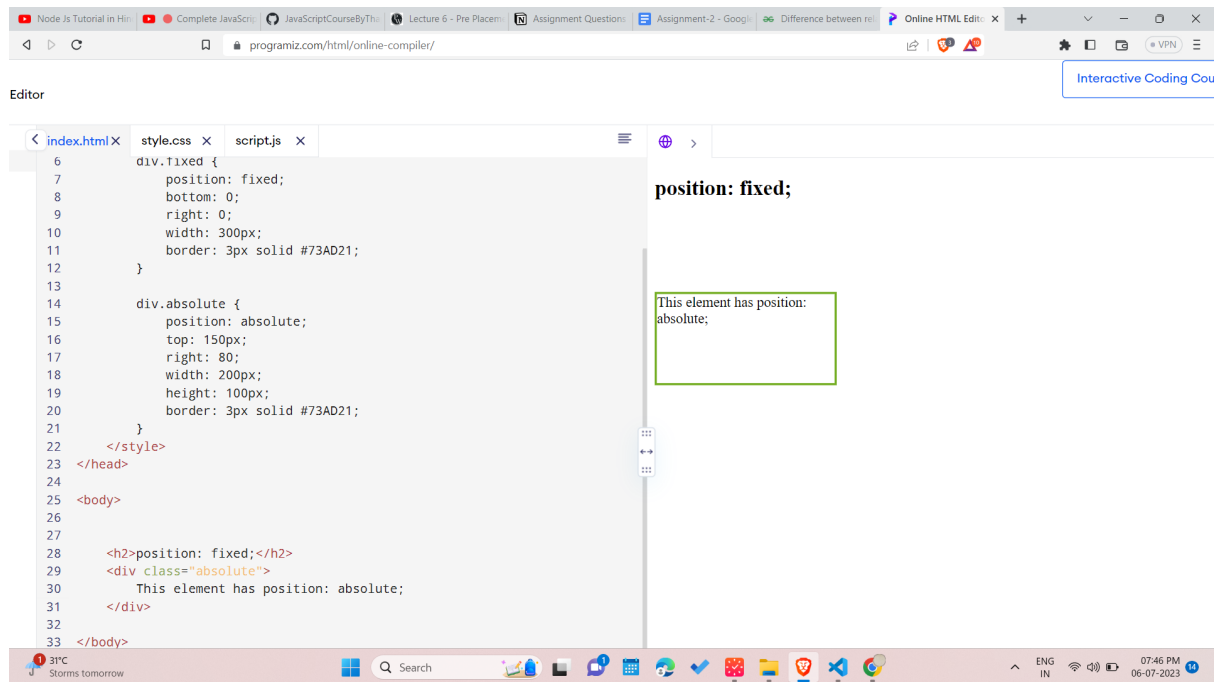 Node Js Tutorial in Hin
Complete JavaScrip
JavaScriptCourseByTha
Lecture 6 - Pre Placem
Assignment Questions
Assignment-2 - Google
Difference between rel
Online HTML Edito
programiz.com/html/online-compiler/
VPN
Interactive Coding Cou
Editor
index.html
style.css
script.js
6 div.fixed {
7 position: fixed;
8 bottom: 0;
9 right: 0;
10 width: 300px;
11 border: 3px solid #73AD21;
12 }
13
14 div.absolute {
15 position: absolute;
16 top: 150px;
17 right: 80;
18 width: 200px;
19 height: 100px;
20 border: 3px solid #73AD21;
21 }
22 </style>
23 </head>
24
25 <body>
26
27
28 <h2>position: fixed;</h2>
29 <div class="absolute">
30 This element has position: absolute;
31 </div>
32
33 </body>
position: fixed;
This element has position:
absolute;
1
31°C
Storms tomorrow
Search
1
ENG
IN
07:46 PM
06-07-2023
14